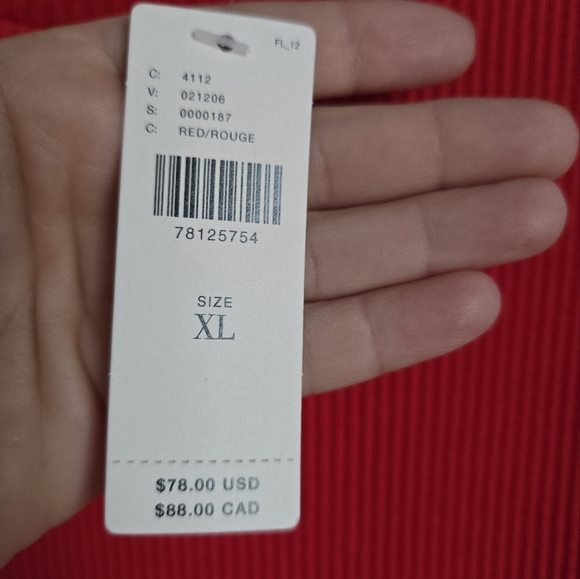 FL_12
C: 4112
V: 021206
S: 0000187
C: RED/ROUGE
78125754
SIZE
XL
$78.00 USD
$88.00 CAD